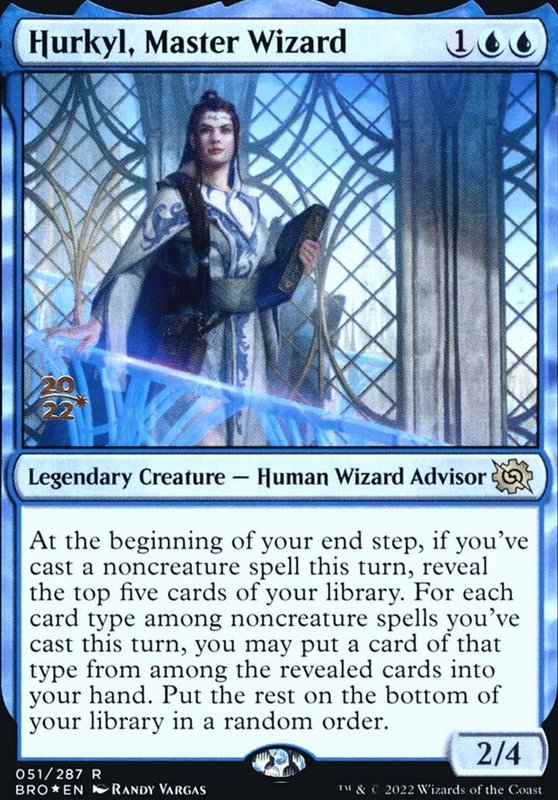 Hurkyl, Master Wizard 1
20
22
Legendary Creature — Human Wizard Advisor
At the beginning of your end step, if you've
cast a noncreature spell this turn, reveal
the top five cards of your library. For each
card type among noncreature spells you've
cast this turn, you may put a card of that
type from among the revealed cards into
your hand. Put the rest on the bottom of
your library in a random order.
2/4
051/287 R
BRO★EN Randy Vargas
™ & © 2022 Wizards of the Coast